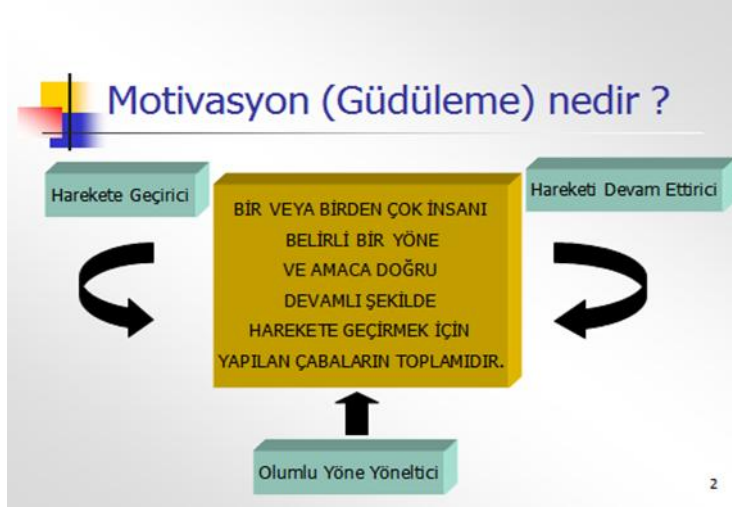 Motivasyon (Güdüleme) nedir ?
Harekete Geçirici
Hareketi Devam Ettirici
BİR VEYA BİRDEN ÇOK İNSANI
BELİRLİ BİR YÖNE
VE AMACA DOĞRU
DEVAMLI ŞEKİLDE
HAREKETE GEÇİRMEK İÇİN
YAPILAN ÇABALARIN TOPLAMIDIR.
Olumlu Yöne Yöneltici
2